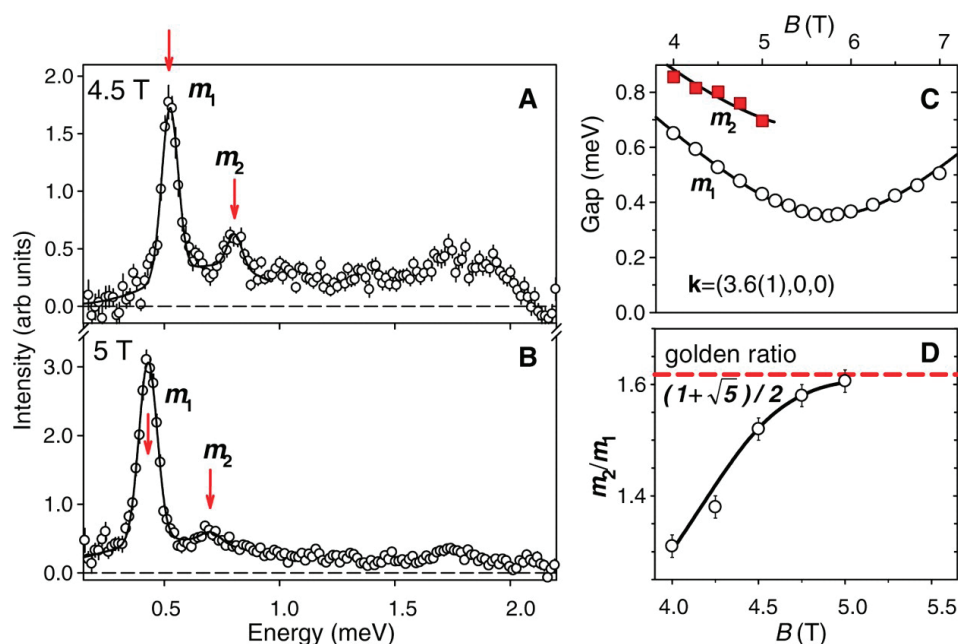 4.5 T
A
m1
m2
2.0
1.5
1.0
0.5
0.0
5 T
B
m1
m2
3.0
2.0
1.0
0.0
Intensity (arb units)
0.5
1.0
1.5
2.0
Energy (meV)
B (T)
4
5
6
7
C
0.8
0.6
0.4
0.2
0.0
Gap (meV)
m2
m1
k=(3.6(1),0,0)
golden ratio
D
(1+√5)/2
1.6
1.4
m2/m1
4.0
4.5
5.0
5.5
B (T)